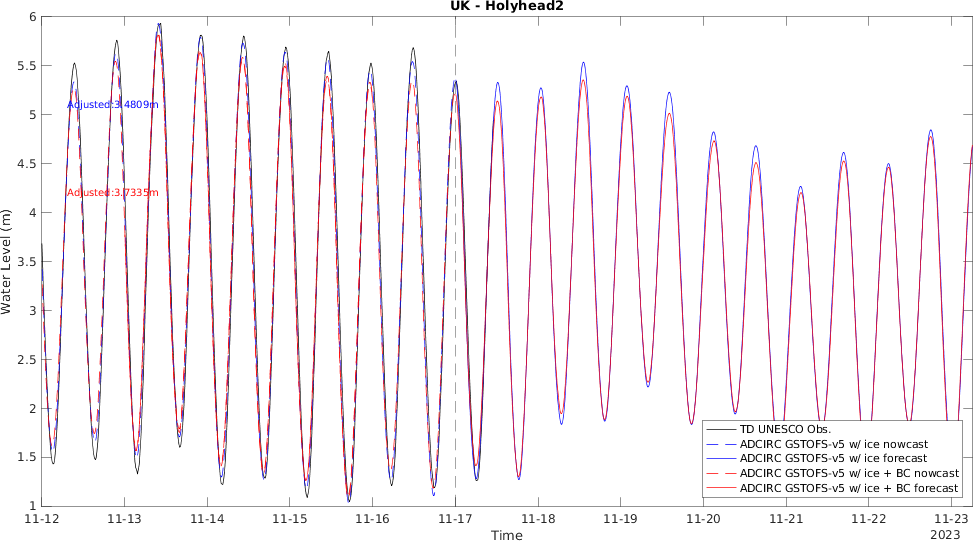 UK - Holyhead2
6
5.5
5
4.5
4
3.5
3
2.5
2
1.5
1
Water Level (m)
Adjusted:3.4809m
Adjusted:3.7335m
TD UNESCO Obs.
ADCIRC GSTOFS-v5 w/ ice nowcast
ADCIRC GSTOFS-v5 w/ ice forecast
ADCIRC GSTOFS-v5 w/ ice + BC nowcast
ADCIRC GSTOFS-v5 w/ ice + BC forecast
11-12 11-13 11-14 11-15 11-16 11-17 11-18 11-19 11-20 11-21 11-22 11-23
2023
Time